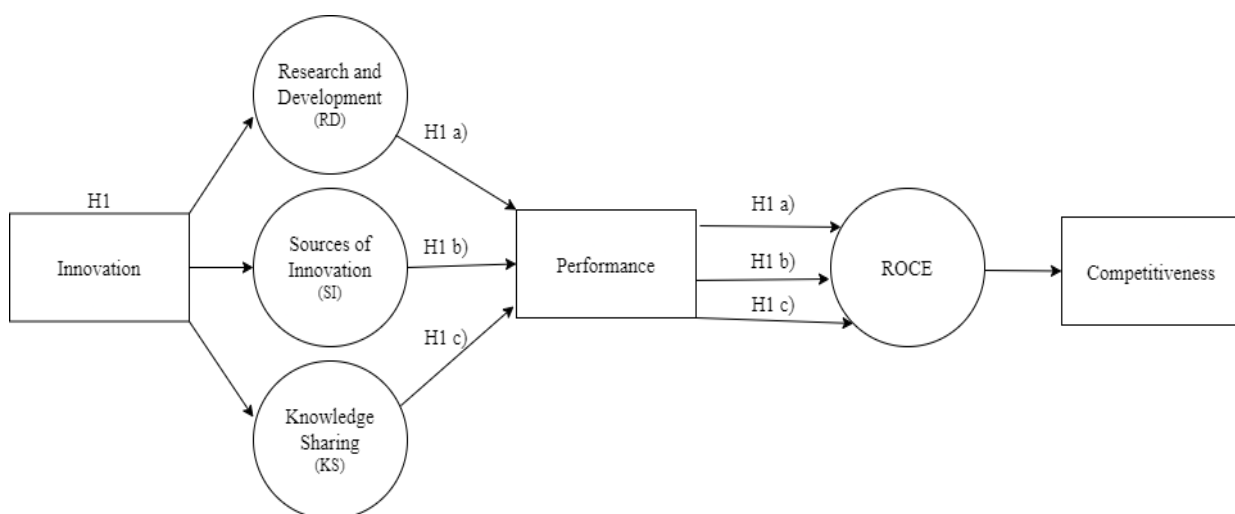 Research and
Development
(RD)
H1 a)
H1
Innovation
Sources of
Innovation
(SI)
H1 b)
Knowledge
Sharing
(KS)
H1 c)
Performance
H1 a)
H1 b)
H1 c)
ROCE
Competitiveness